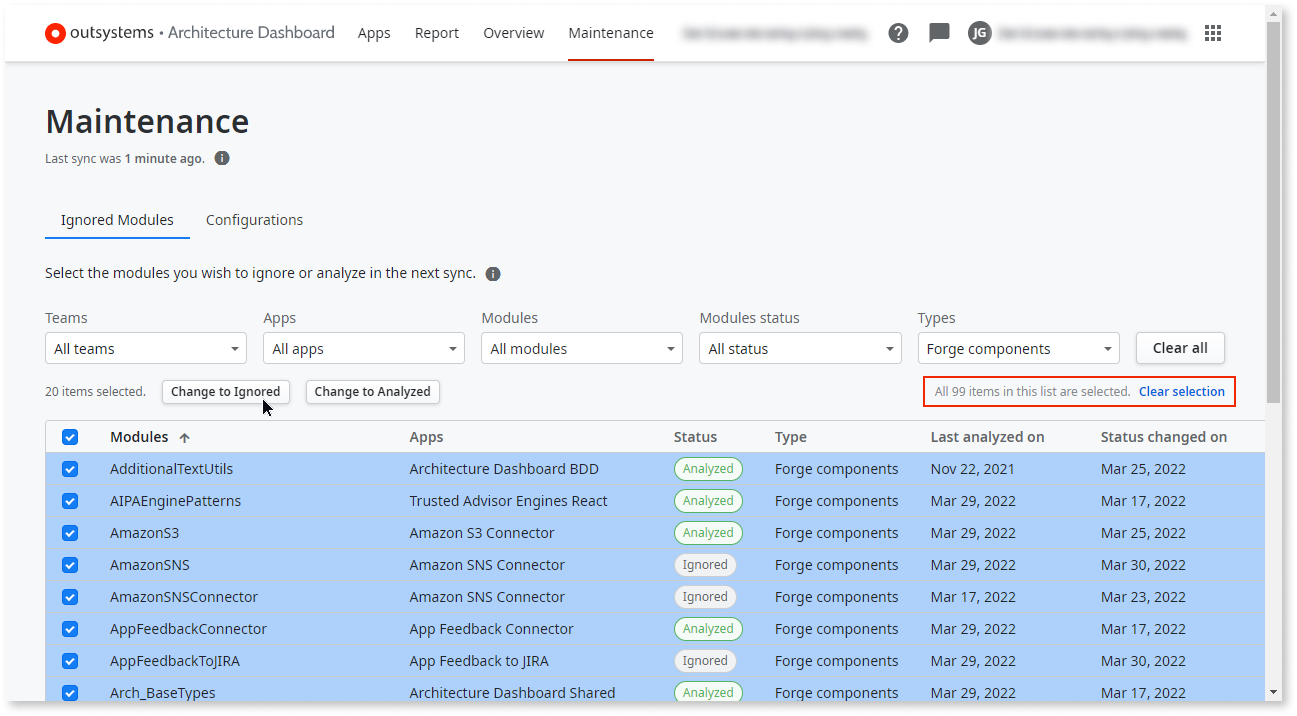 outsystems • Architecture Dashboard Apps Report Overview Maintenance ? JG
Maintenance
Last sync was 1 minute ago. i
Ignored Modules Configurations
Select the modules you wish to ignore or analyze in the next sync. i
Teams Apps Modules Modules status Types
All teams All apps All modules All status Forge components Clear all
20 items selected. Change to Ignored Change to Analyzed All 99 items in this list are selected. Clear selection
Modules Apps Status Type Last analyzed on Status changed on
AdditionalTextUtils Architecture Dashboard BDD Analyzed Forge components Nov 22, 2021 Mar 25, 2022
AIPAEnginePatterns Trusted Advisor Engines React Analyzed Forge components Mar 29, 2022 Mar 17, 2022
AmazonS3 Amazon S3 Connector Analyzed Forge components Mar 29, 2022 Mar 25, 2022
AmazonSNS Amazon SNS Connector Ignored Forge components Mar 29, 2022 Mar 30, 2022
AmazonSNSConnector Amazon SNS Connector Ignored Forge components Mar 17, 2022 Mar 23, 2022
AppFeedbackConnector App Feedback Connector Analyzed Forge components Mar 29, 2022 Mar 17, 2022
AppFeedbackToJIRA App Feedback to JIRA Ignored Forge components Mar 29, 2022 Mar 30, 2022
Arch_BaseTypes Architecture Dashboard Shared Analyzed Forge components Mar 29, 2022 Mar 17, 2022